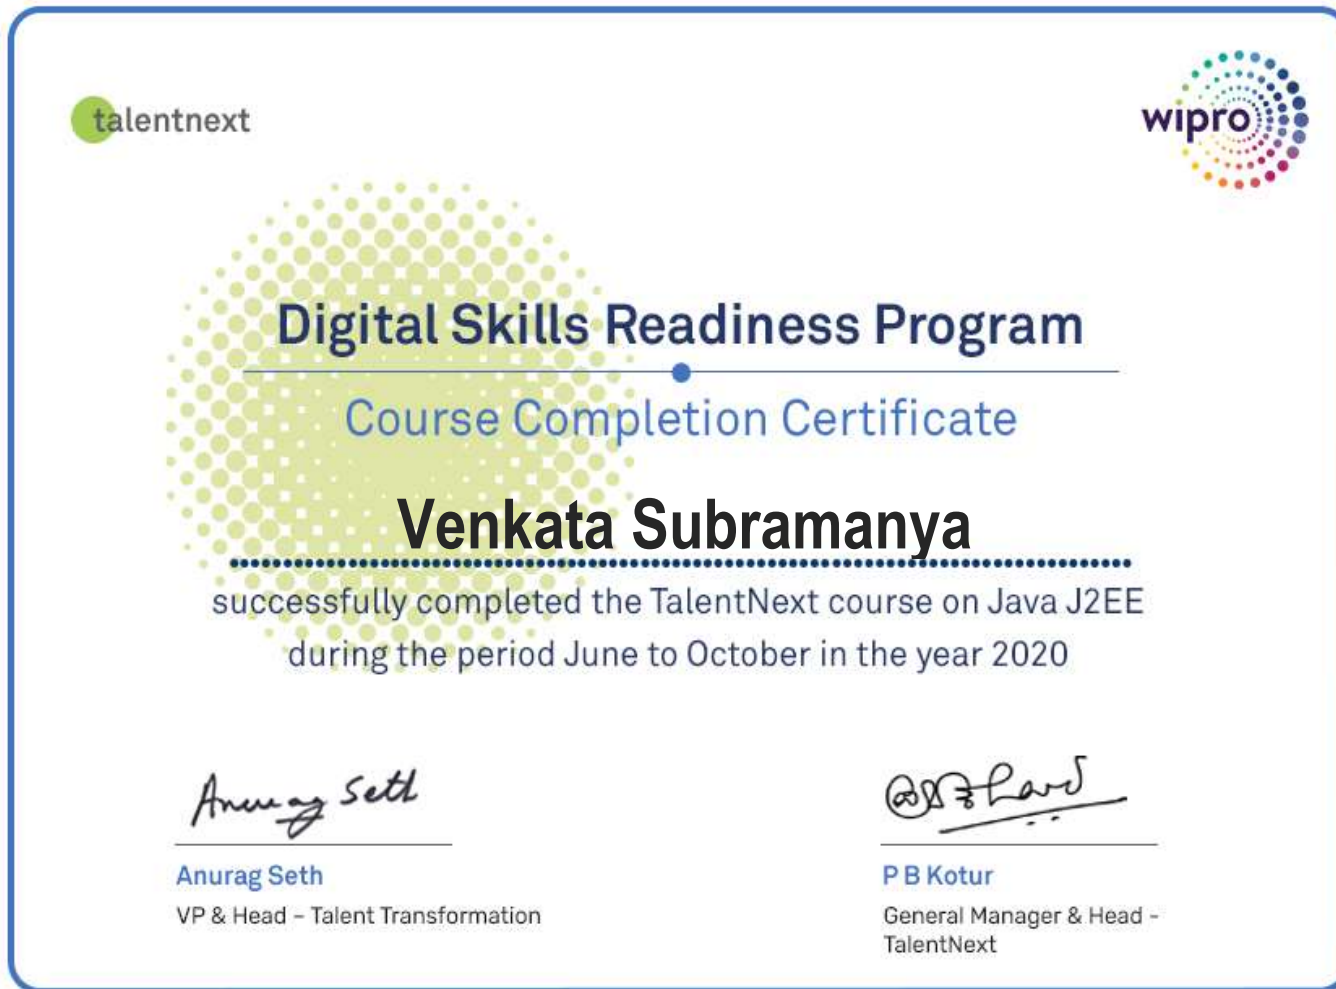 talentnext
wipro
Digital Skills Readiness Program
Course Completion Certificate
Venkata Subramanya
successfully completed the TalentNext course on Java J2EE
during the period June to October in the year 2020
Anurag Seth
Anurag Seth
VP & Head – Talent Transformation
P B Kotur
General Manager & Head -
TalentNext